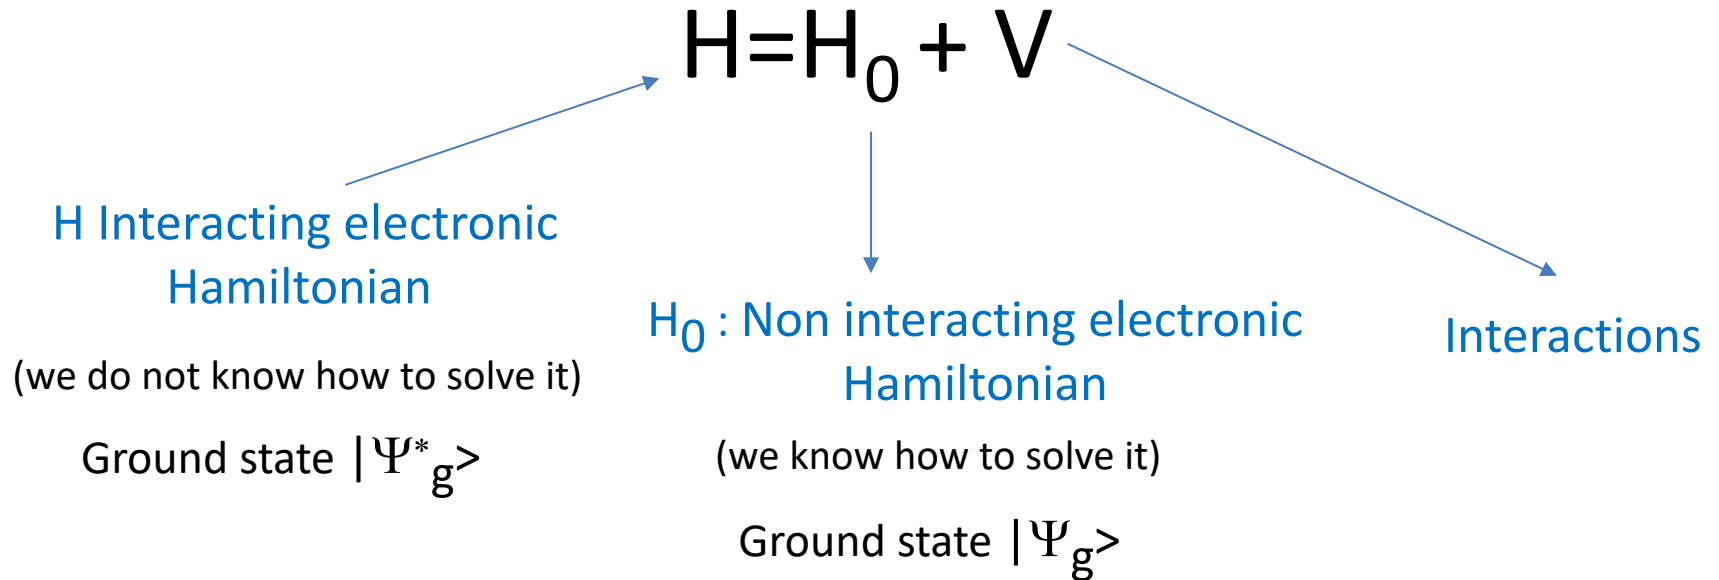 H=H₀ + V
H Interacting electronic
Hamiltonian
(we do not know how to solve it)
Ground state |Ψ*g>
H₀ : Non interacting electronic
Hamiltonian
(we know how to solve it)
Ground state |Ψg>
Interactions